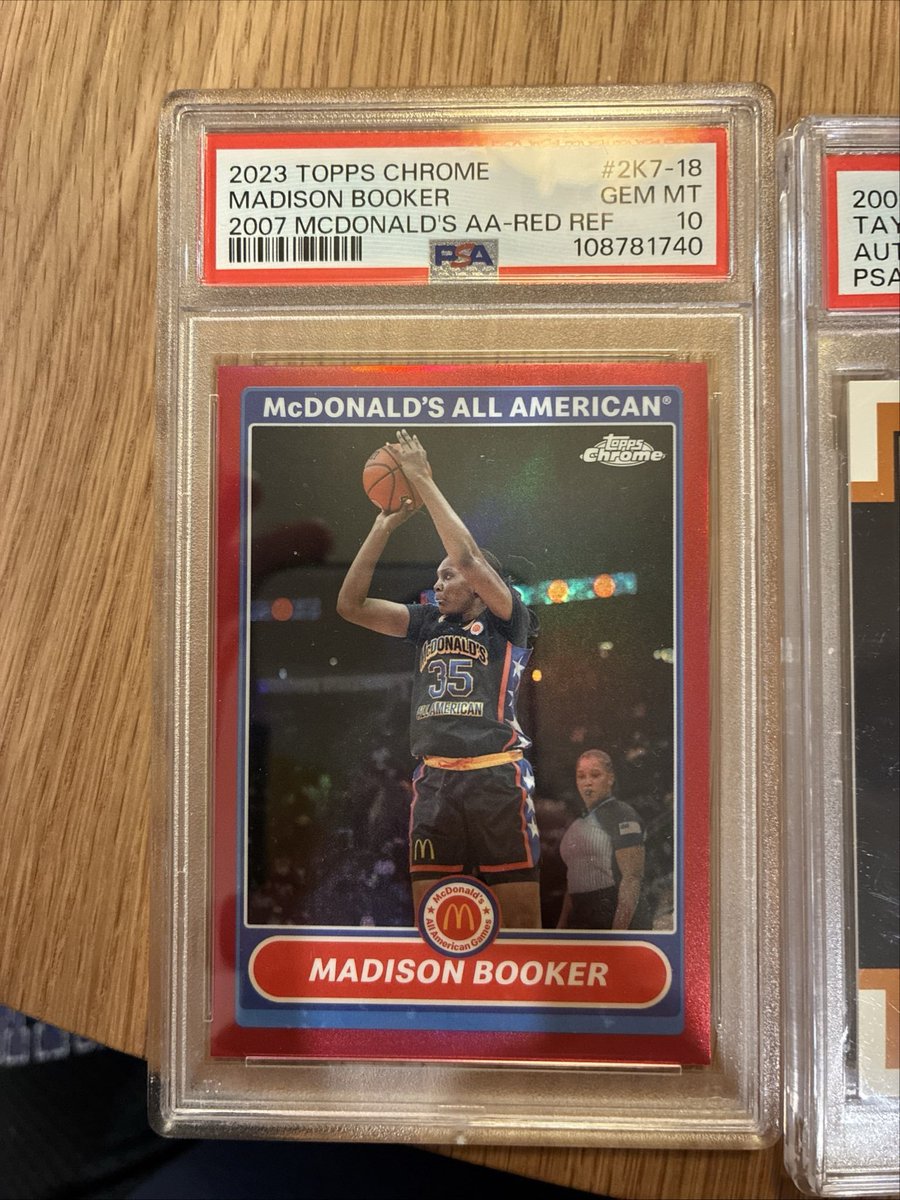 2023 TOPPS CHROME #2K7-18
MADISON BOOKER GEM MT
2007 MCDONALD'S AA-RED REF 10
PSA 108781740
McDONALD'S ALL AMERICAN®
topps
Chrome
McDONALD'S
35
ALL AMERICAN
McDonald's
All American Games
MADISON BOOKER
200
TAY
AUT
PSA